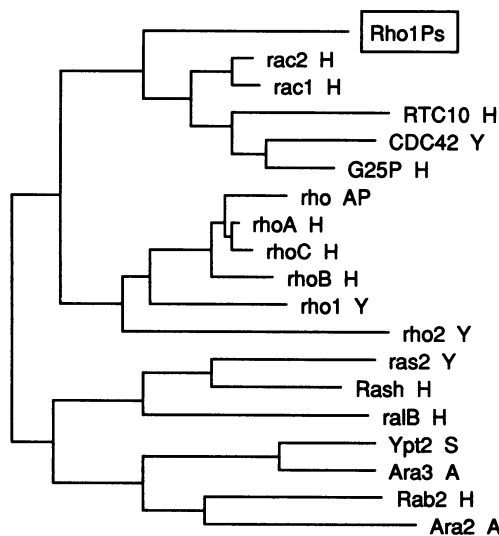 Rho1Ps
rac2 H
rac1 H
RTC10 H
CDC42 Y
G25P H
rho AP
rhoA H
rhoC H
rhoB H
rho1 Y
rho2 Y
ras2 Y
Rash H
ralB H
Ypt2 S
Ara3 A
Rab2 H
Ara2 A